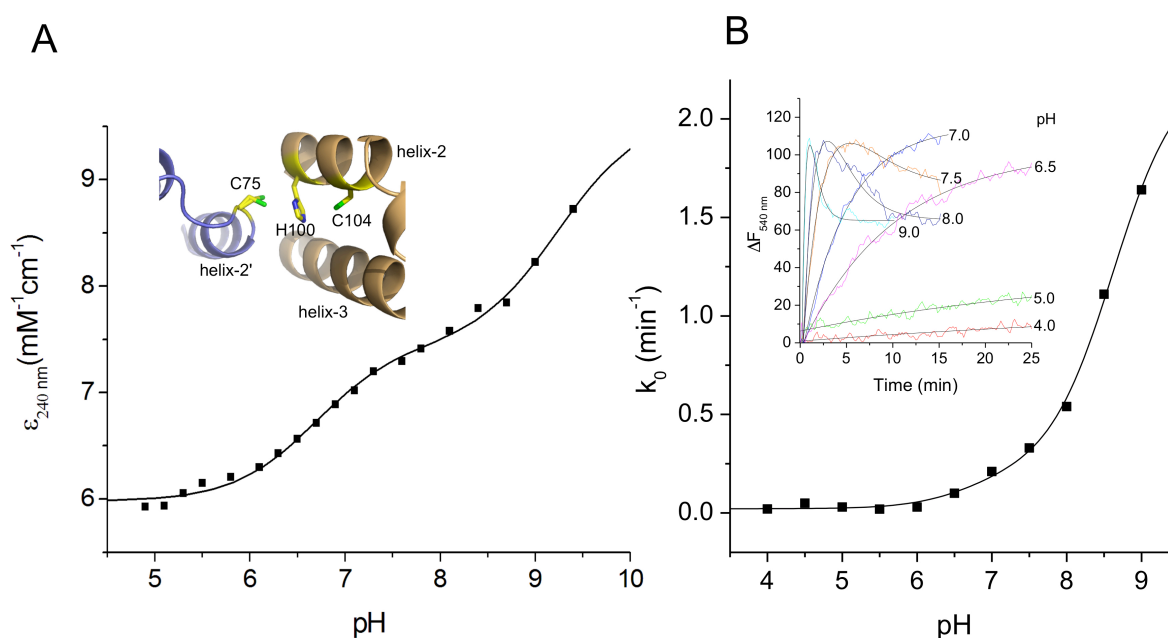 A
B
9
8
7
6
5
6
7
8
9
10
ε240 nm (mM-1cm-1)
pH
helix-2
C75
H100
C104
helix-2'
helix-3
2.0
1.5
1.0
0.5
0.0
4
5
6
7
8
9
k0 (min-1)
pH
120
100
80
60
40
20
0
0
5
10
15
20
25
ΔF540 nm
Time (min)
pH
7.0
6.5
7.5
8.0
9.0
5.0
4.0